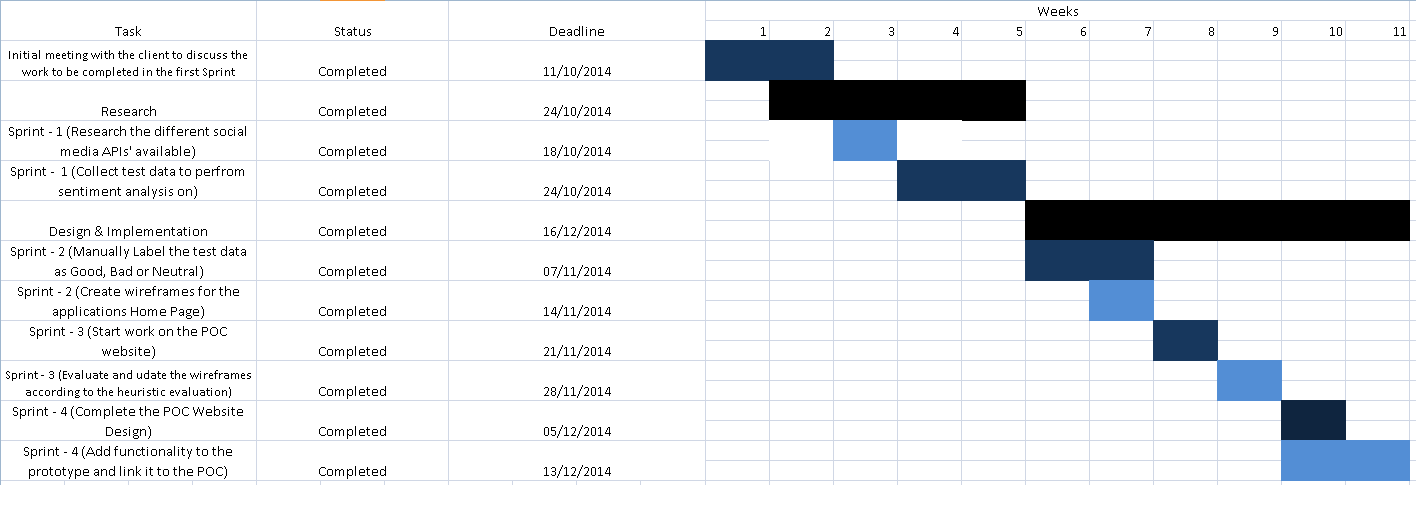 Weeks
Task Status Deadline 1 2 3 4 5 6 7 8 9 10 11
Initial meeting with the client to discuss the
work to be completed in the first Sprint Completed 11/10/2014
Research Completed 24/10/2014
Sprint - 1 (Research the different social
media APIs' available) Completed 18/10/2014
Sprint - 1 (Collect test data to perfrom
sentiment analysis on) Completed 24/10/2014
Design & Implementation Completed 16/12/2014
Sprint - 2 (Manually Label the test data
as Good, Bad or Neutral) Completed 07/11/2014
Sprint - 2 (Create wireframes for the
applications Home Page) Completed 14/11/2014
Sprint - 3 (Start work on the POC
website) Completed 21/11/2014
Sprint - 3 (Evaluate and udate the wireframes
according to the heuristic evaluation) Completed 28/11/2014
Sprint - 4 (Complete the POC Website
Design) Completed 05/12/2014
Sprint - 4 (Add functionality to the
prototype and link it to the POC) Completed 13/12/2014